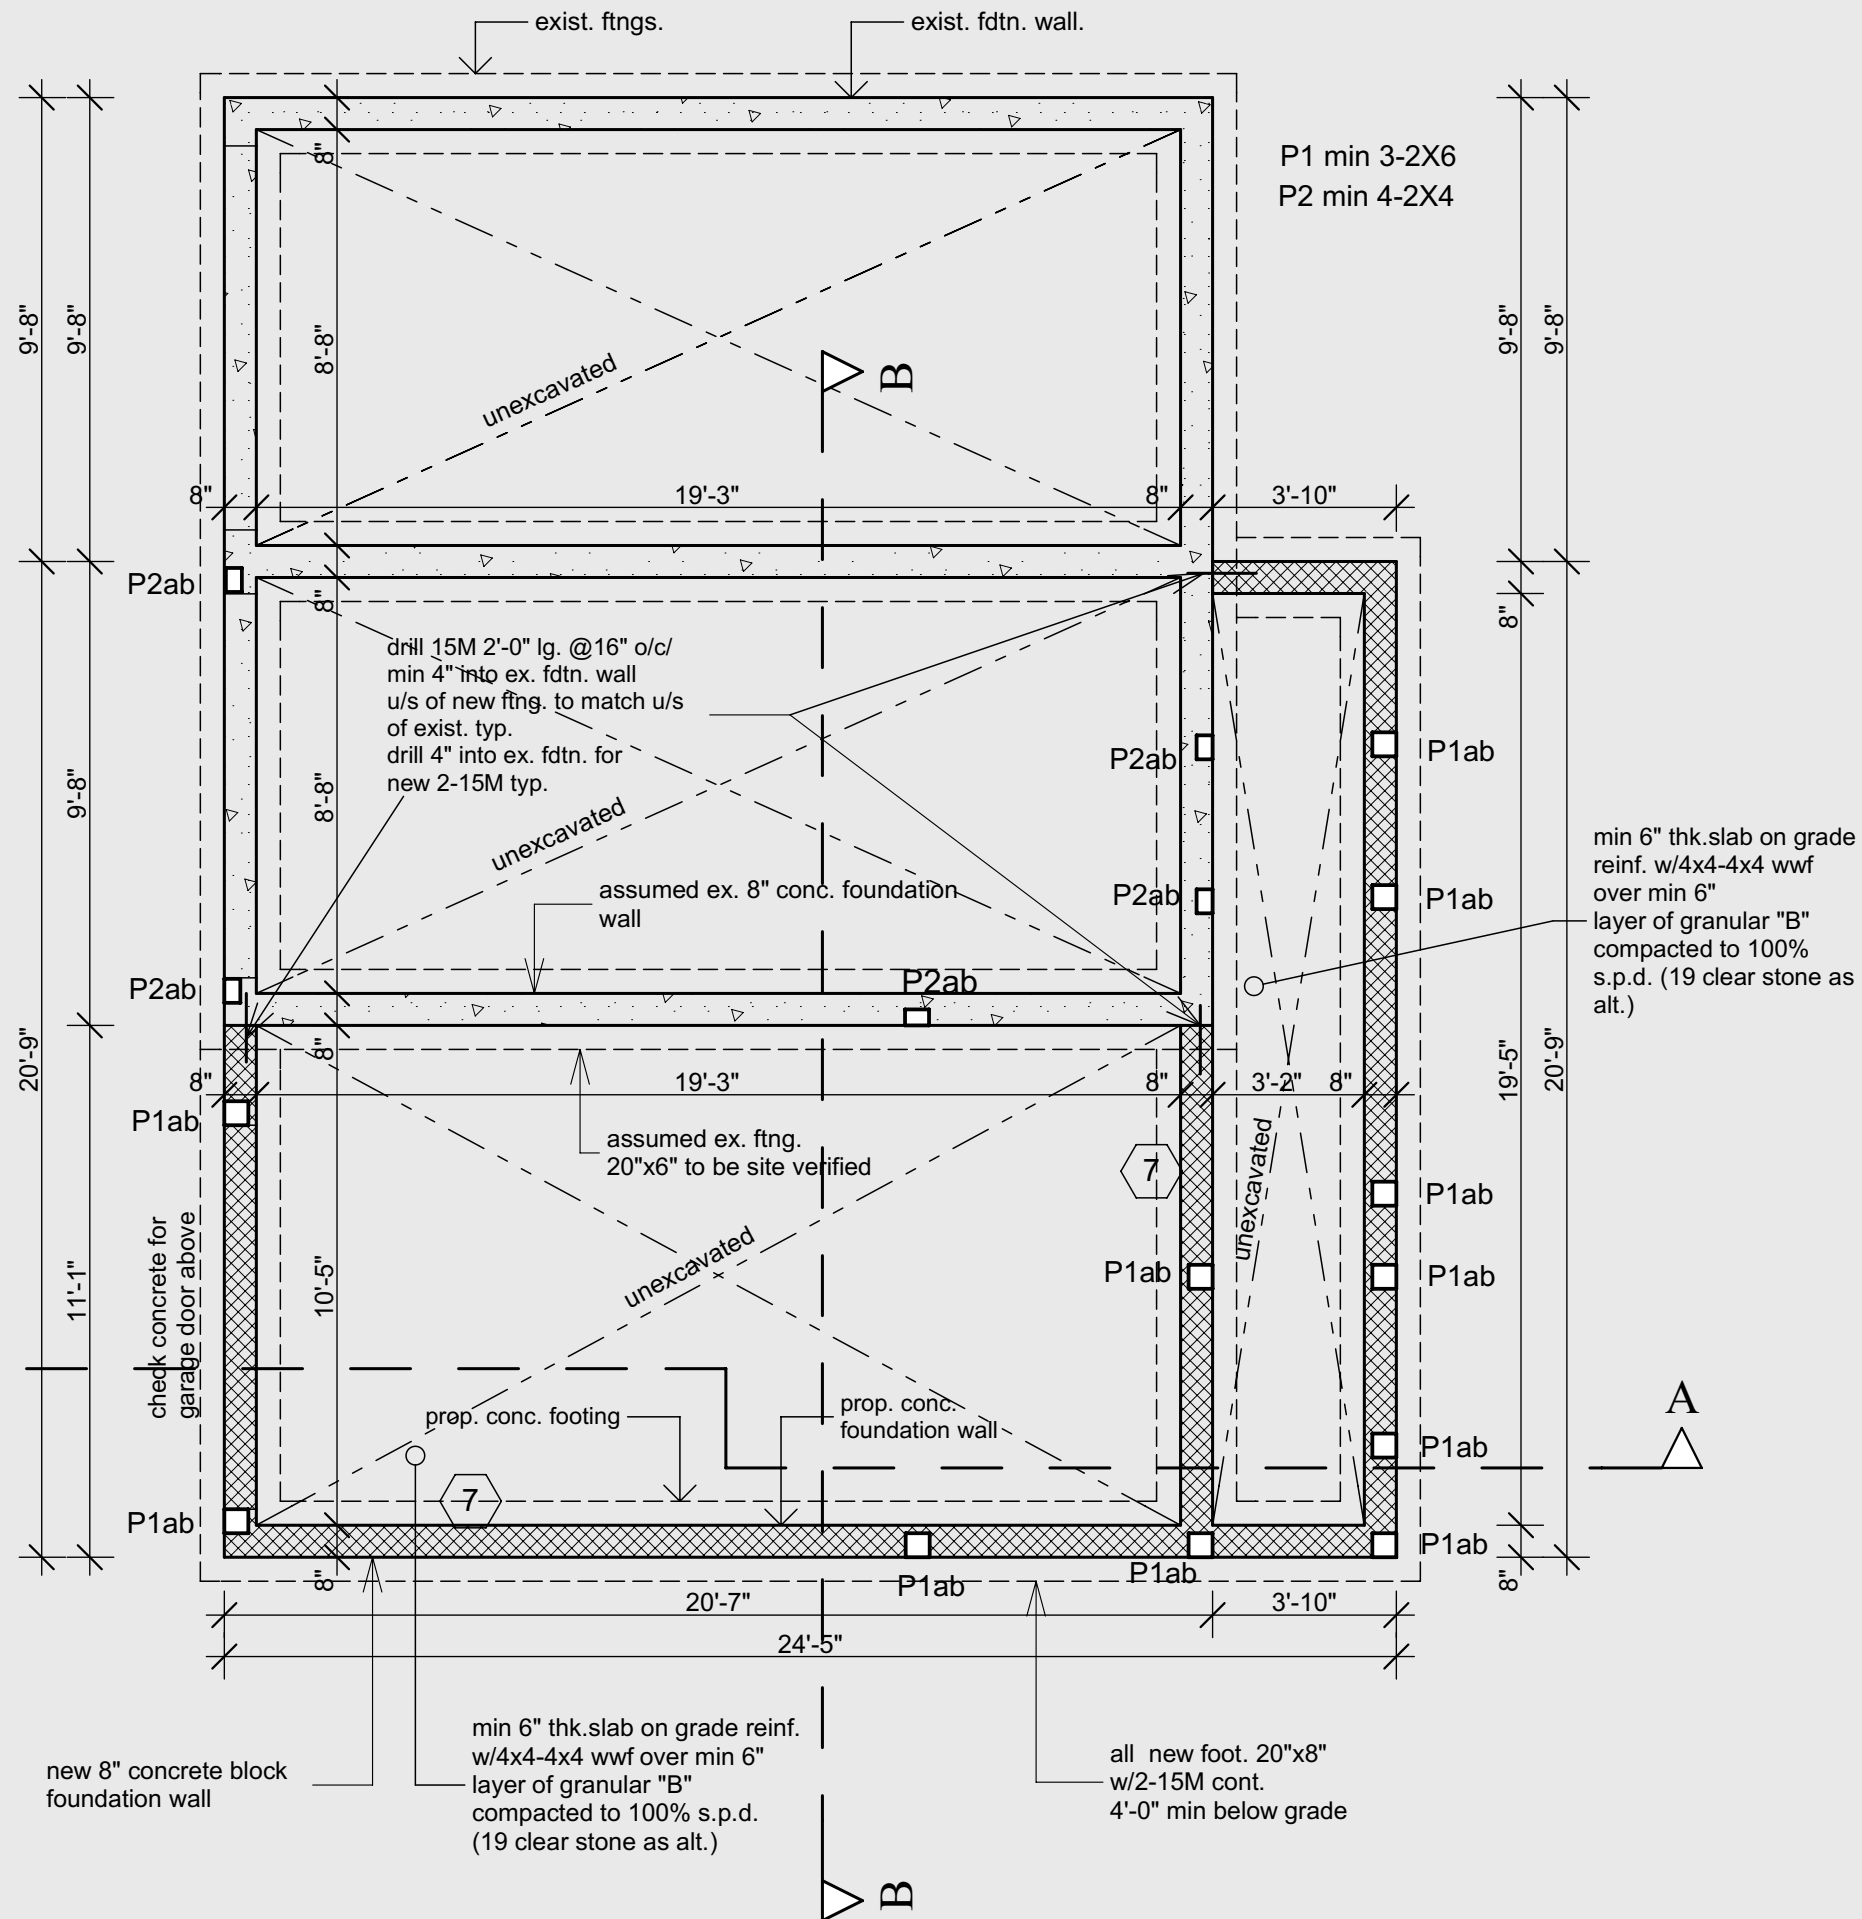 exist. ftngs.
exist. fdtn. wall.
P1 min 3-2X6
P2 min 4-2X4
8"
9'-8"
9'-8"
8'-8"
9'-8"
9'-8"
B
unexcavated
8"
19'-3"
8"
3'-10"
P2ab
8"
8"
drill 15M 2'-0" lg. @16" o/c/
min 4" into ex. fdtn. wall
u/s of new ftng. to match u/s
of exist. typ.
drill 4" into ex. fdtn. for
new 2-15M typ.
P2ab
P1ab
9'-8"
8'-8"
unexcavated
assumed ex. 8" conc. foundation
wall
P2ab
P1ab
min 6" thk.slab on grade
reinf. w/4x4-4x4 wwf
over min 6"
layer of granular "B"
compacted to 100%
s.p.d. (19 clear stone as
alt.)
P2ab
P2ab
20'-9"
8"
19'-5"
20'-9"
8"
19'-3"
8"
3'-2"
8"
P1ab
assumed ex. ftng.
20"x6" to be site verified
7
unexcavated
P1ab
check concrete for
garage door above
11'-1"
10'-5"
unexcavated
P1ab
P1ab
prop. conc. footing
prop. conc.
foundation wall
A
P1ab
P1ab
7
P1ab
8"
8"
P1ab
P1ab
20'-7"
3'-10"
24'-5"
new 8" concrete block
foundation wall
min 6" thk.slab on grade reinf.
w/4x4-4x4 wwf over min 6"
layer of granular "B"
compacted to 100% s.p.d.
(19 clear stone as alt.)
all new foot. 20"x8"
w/2-15M cont.
4'-0" min below grade
B